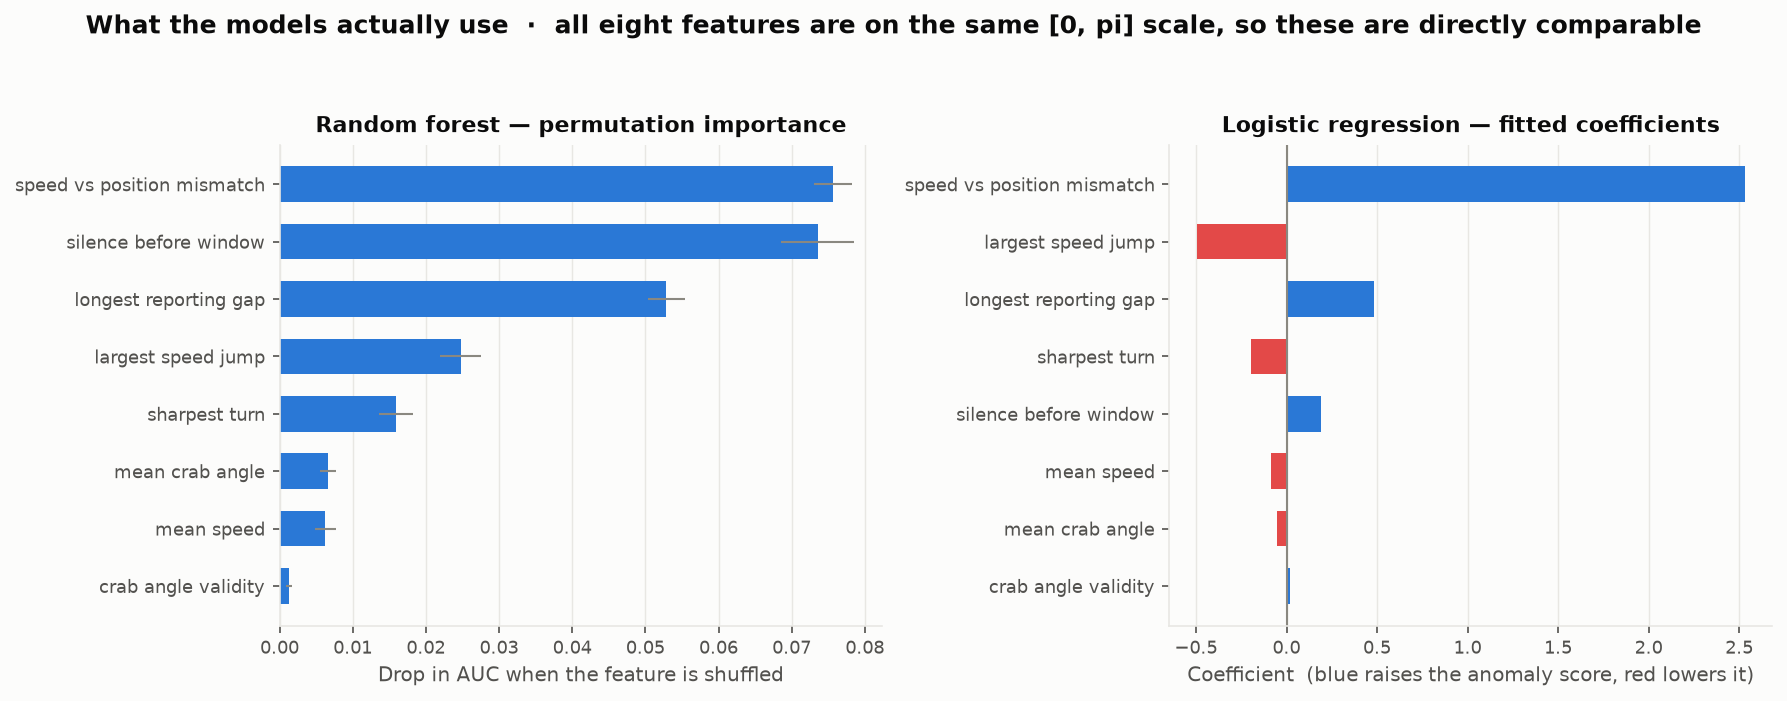 What the models actually use · all eight features are on the same [0, pi] scale, so these are directly comparable
Random forest — permutation importance
speed vs position mismatch
silence before window
longest reporting gap
largest speed jump
sharpest turn
mean crab angle
mean speed
crab angle validity
0.00 0.01 0.02 0.03 0.04 0.05 0.06 0.07 0.08
Drop in AUC when the feature is shuffled
Logistic regression — fitted coefficients
speed vs position mismatch
largest speed jump
longest reporting gap
sharpest turn
silence before window
mean speed
mean crab angle
crab angle validity
−0.5 0.0 0.5 1.0 1.5 2.0 2.5
Coefficient (blue raises the anomaly score, red lowers it)